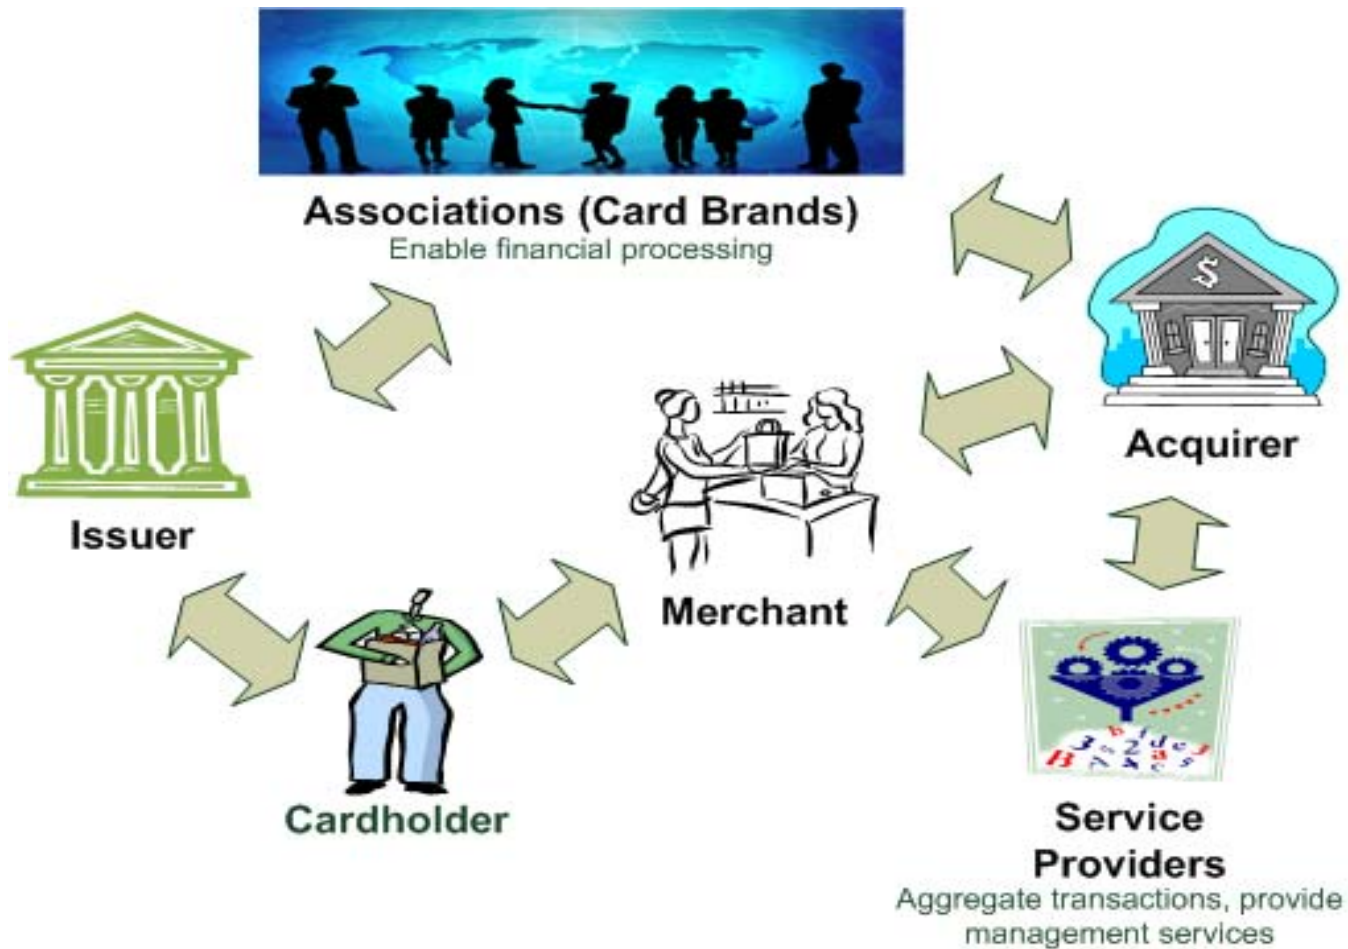 Associations (Card Brands)
Enable financial processing
$
Acquirer
Issuer
Merchant
Cardholder
Service
Providers
Aggregate transactions, provide
management services